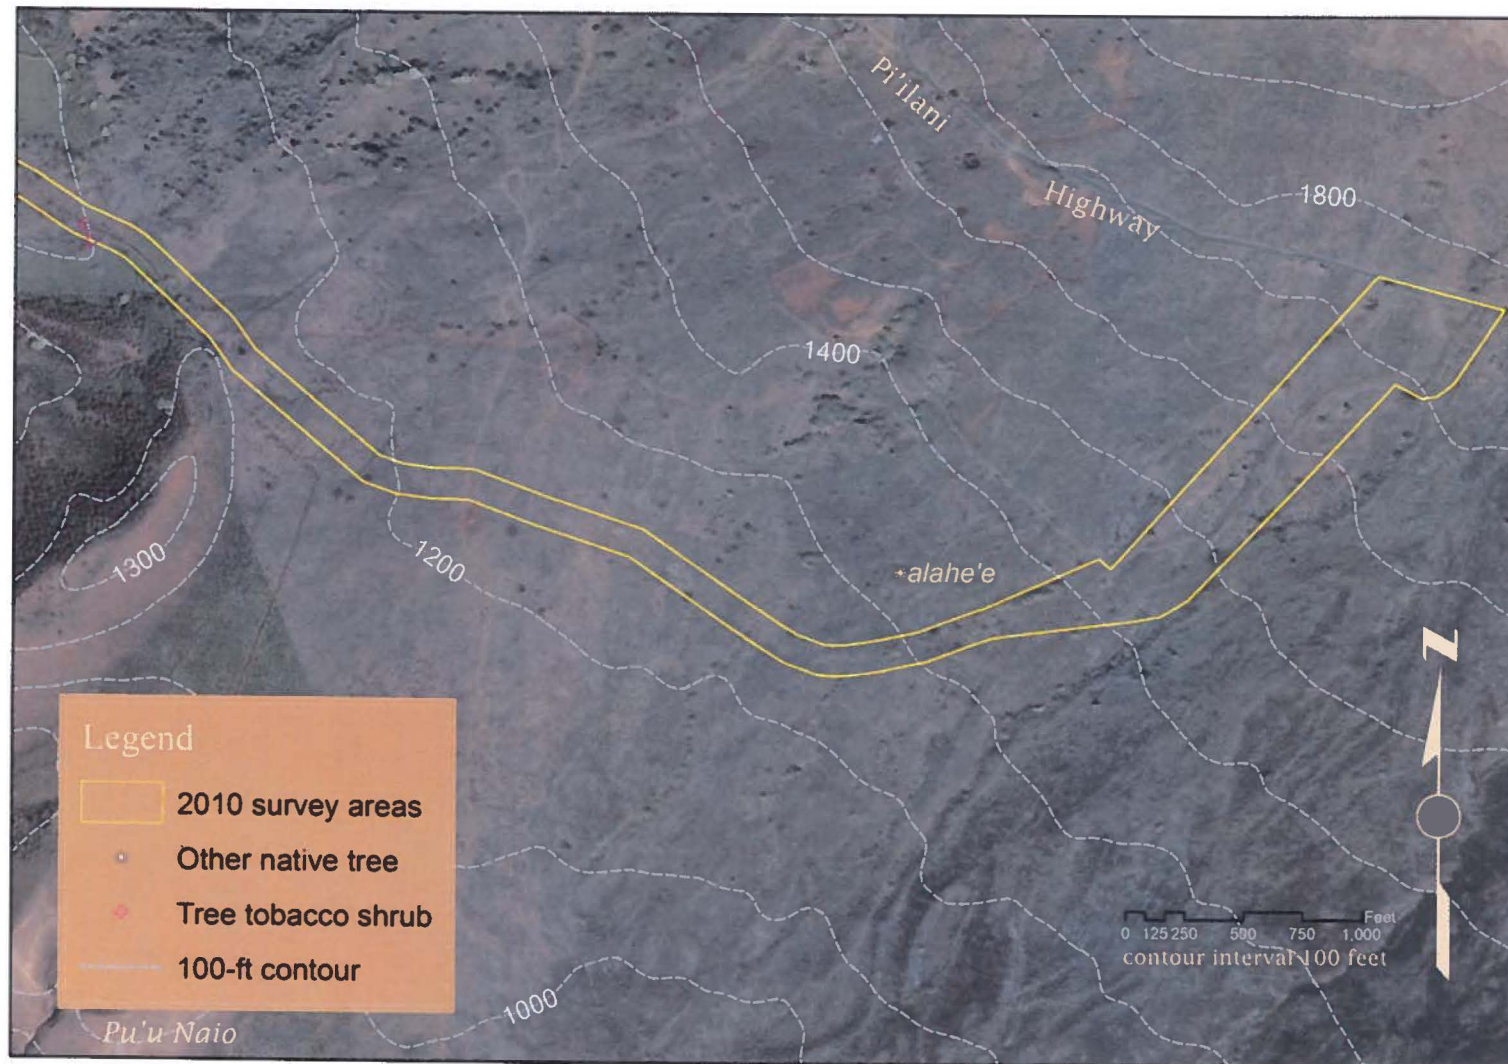 Pi'ilani
Highway
1800
1400
alahe'e
1300
1200
N
Legend
2010 survey areas
Other native tree
Tree tobacco shrub
100-ft contour
Feet
0 125 250 500 750 1,000
contour interval 100 feet
1000
Pu'u Naio